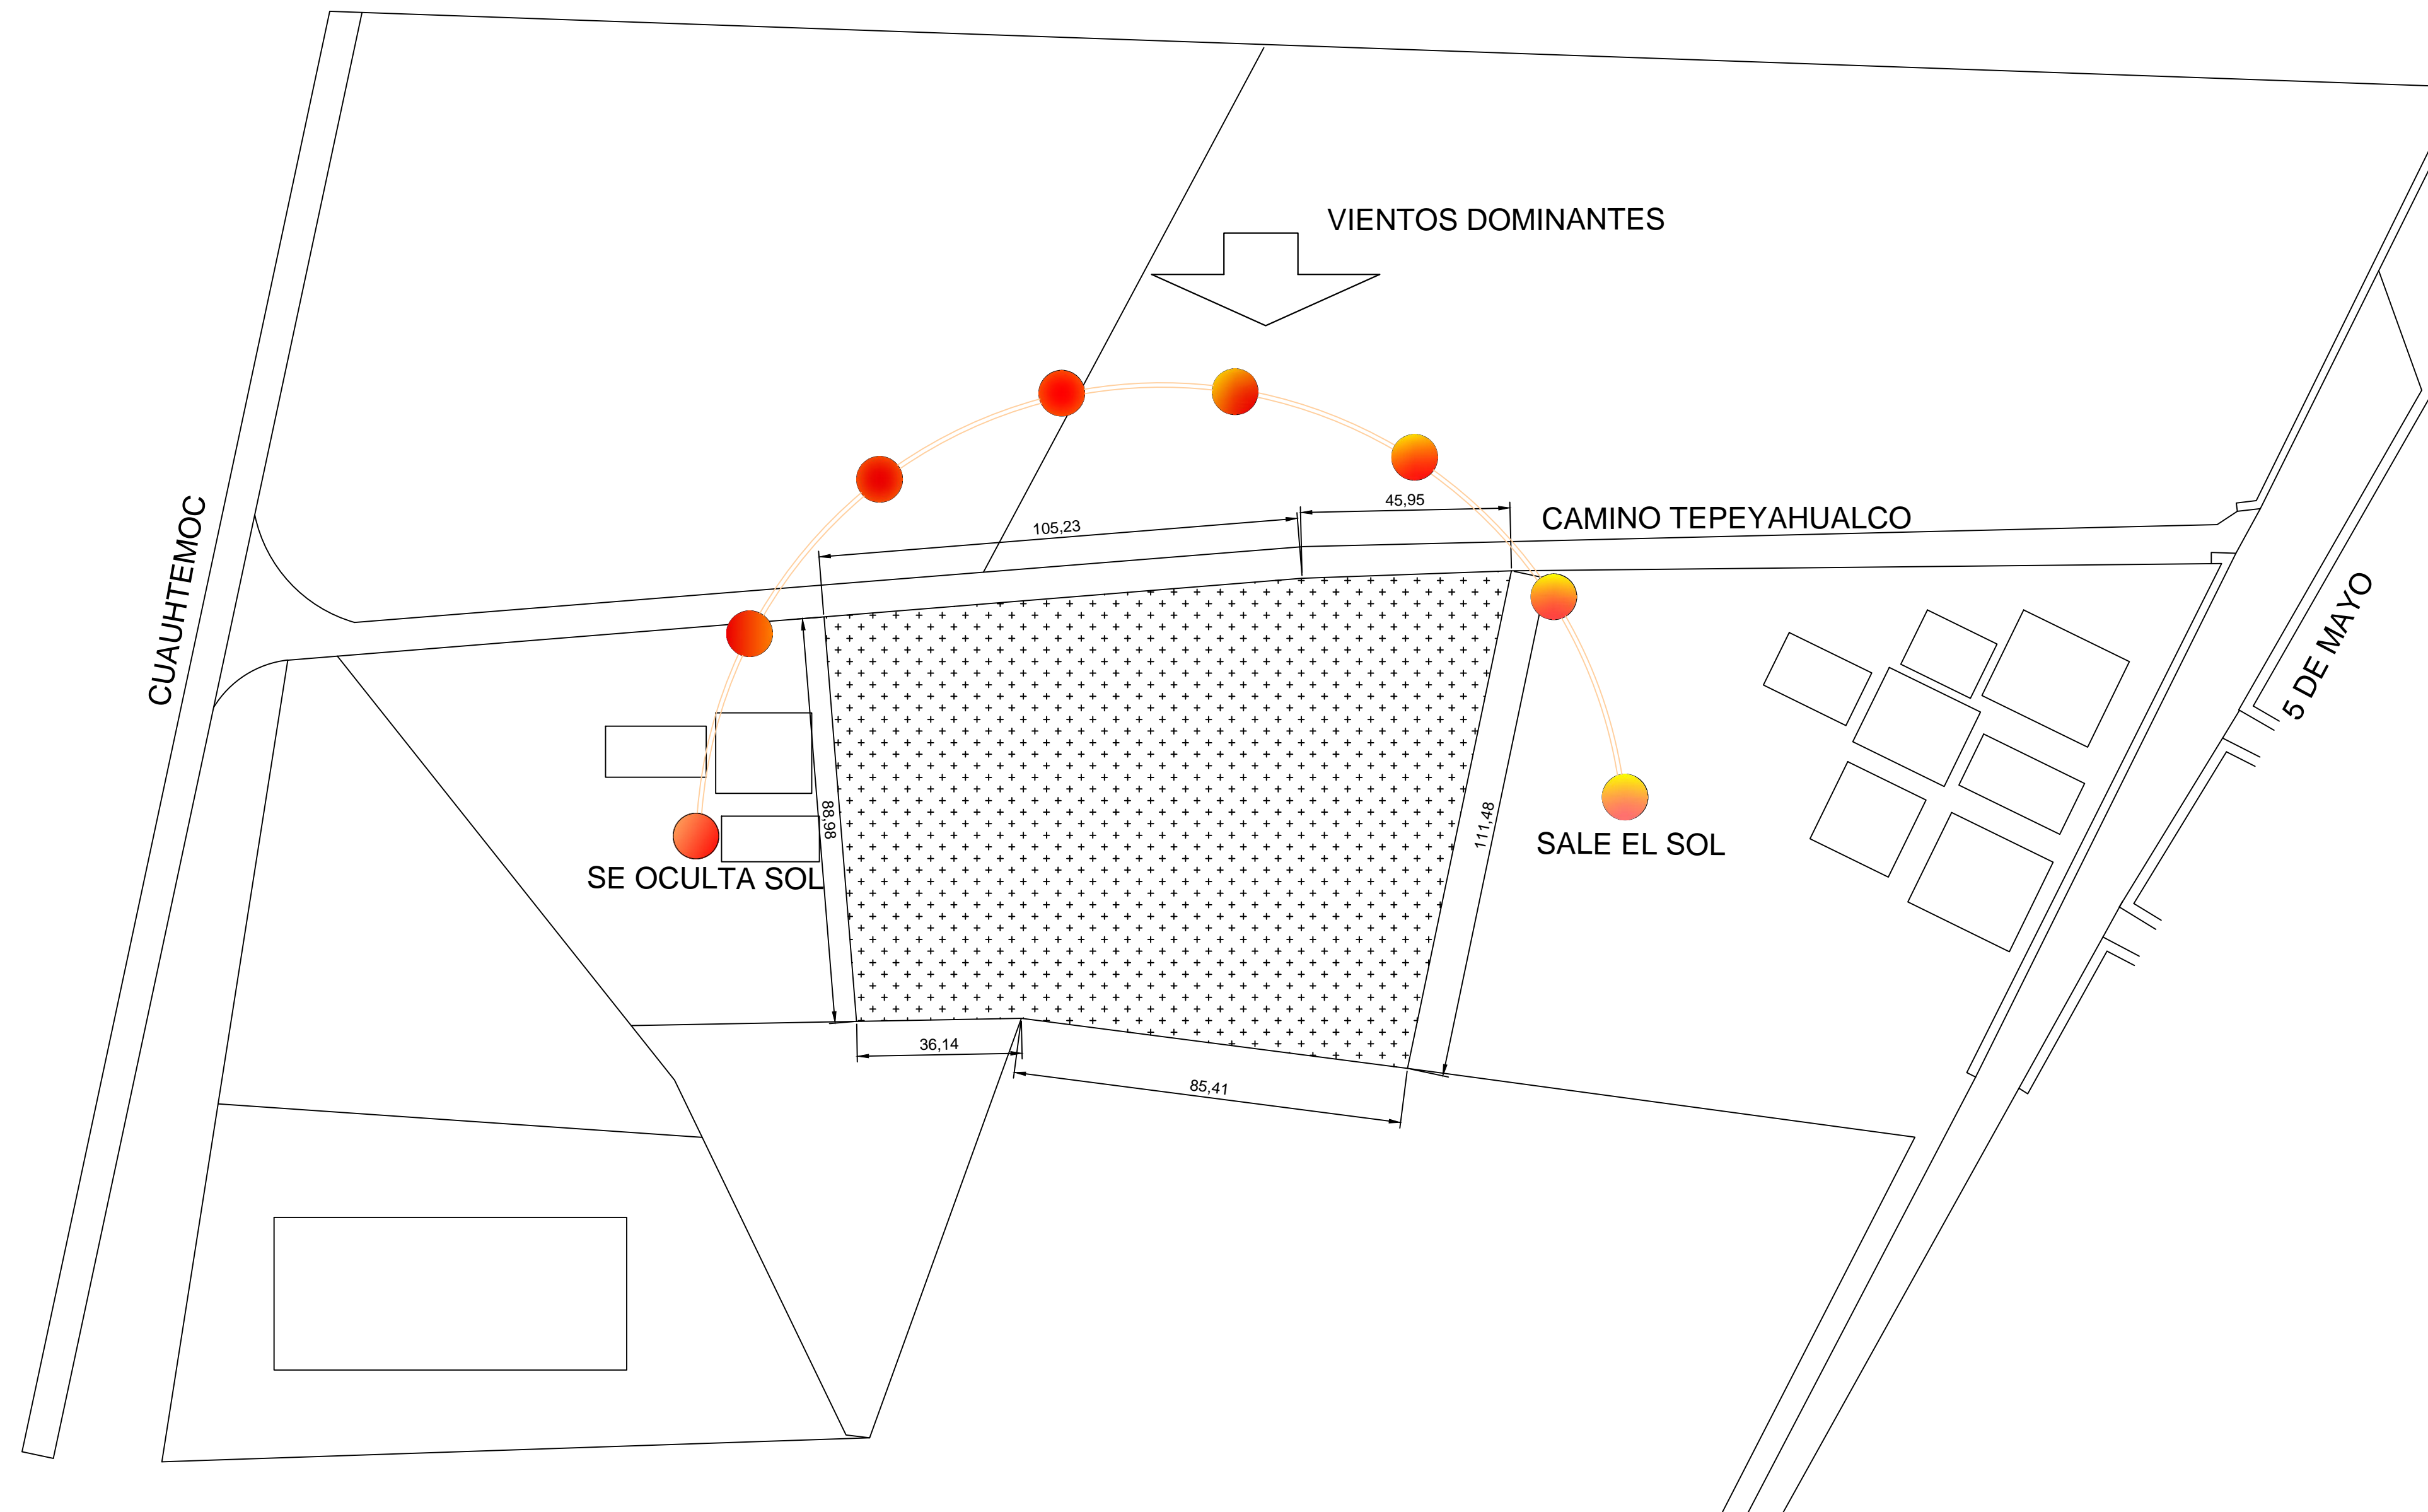 VIENTOS DOMINANTES
45,95
CAMINO TEPEYAHUALCO
105,23
CUAUHTEMOC
5 DE MAYO
88,98
111,48
SALE EL SOL
SE OCULTA SOL
36,14
85,41